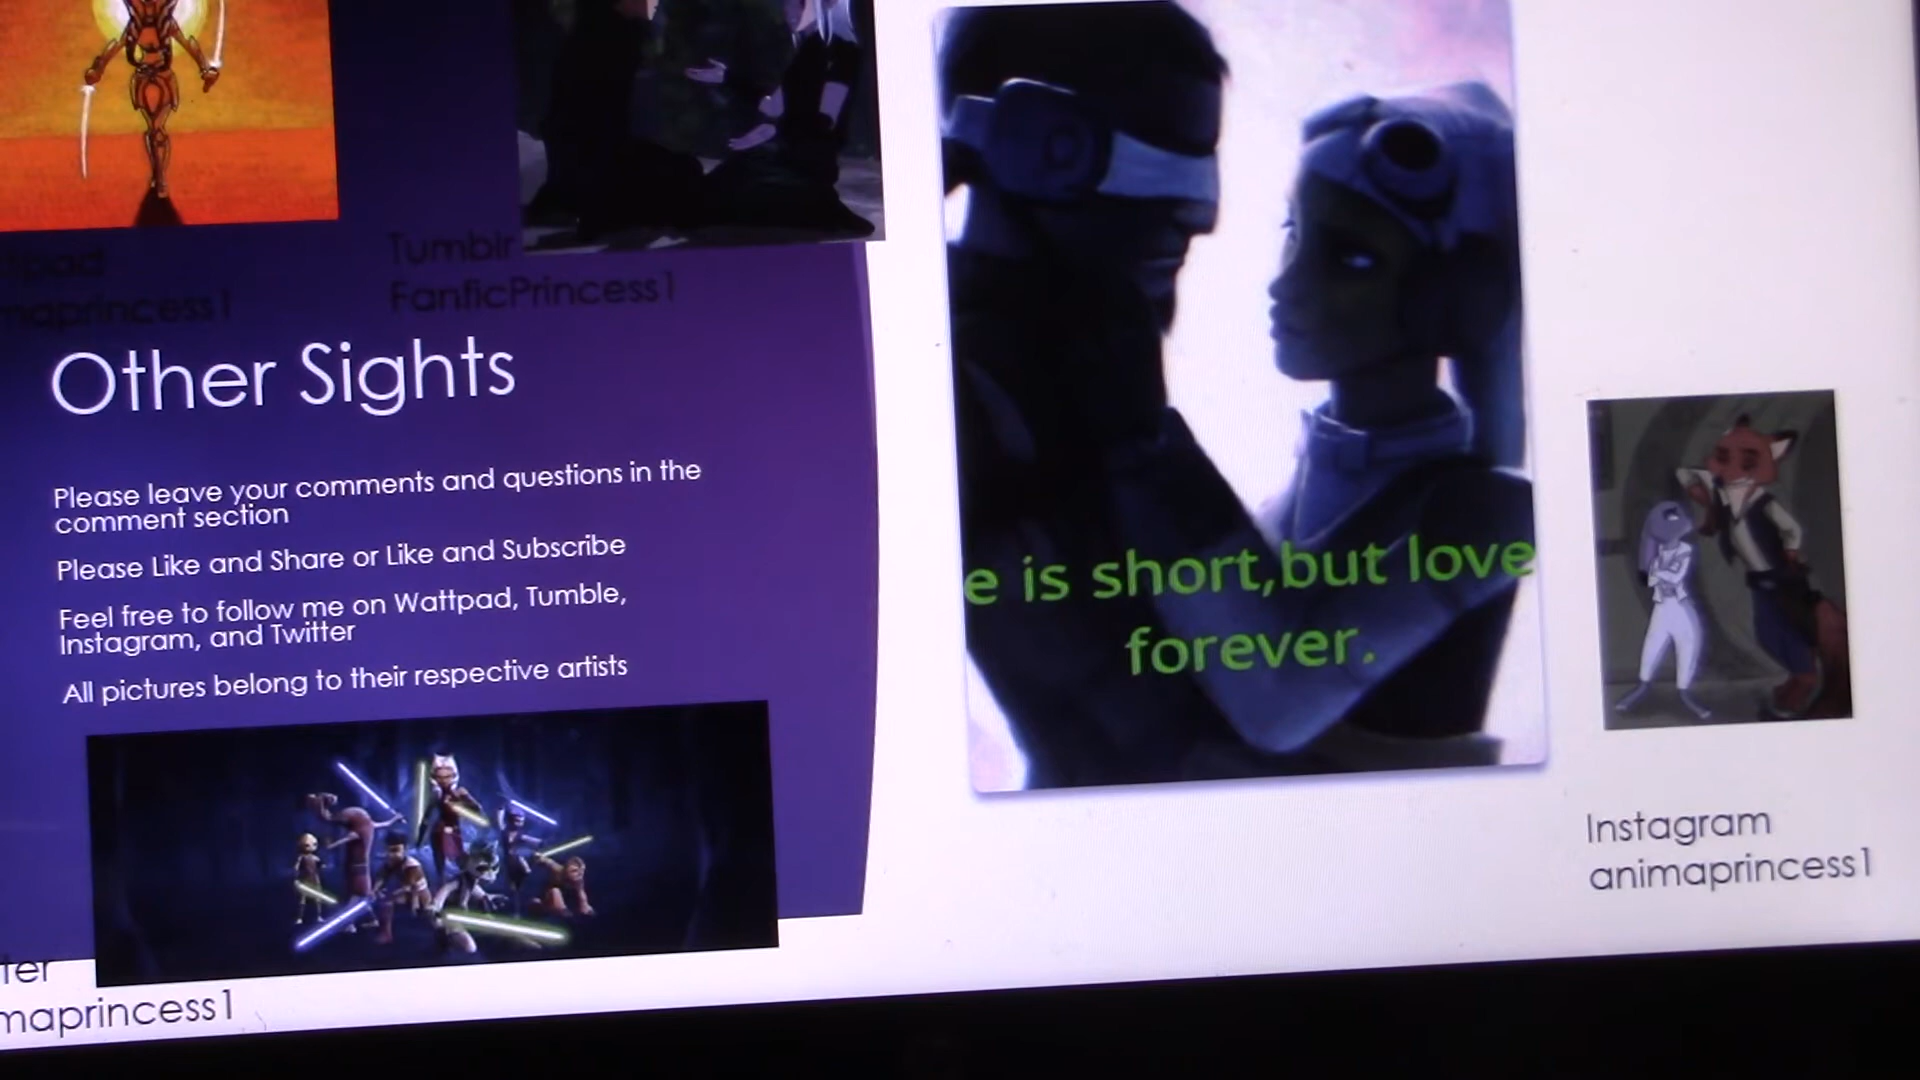 Tumblr
FanficPrincess1
Other Sights
Please leave your comments and questions in the
comment section
Please Like and Share or Like and Subscribe
Feel free to follow me on Wattpad, Tumble,
Instagram, and Twitter
All pictures belong to their respective artists
is short,but love
forever.
Instagram
animaprincess1